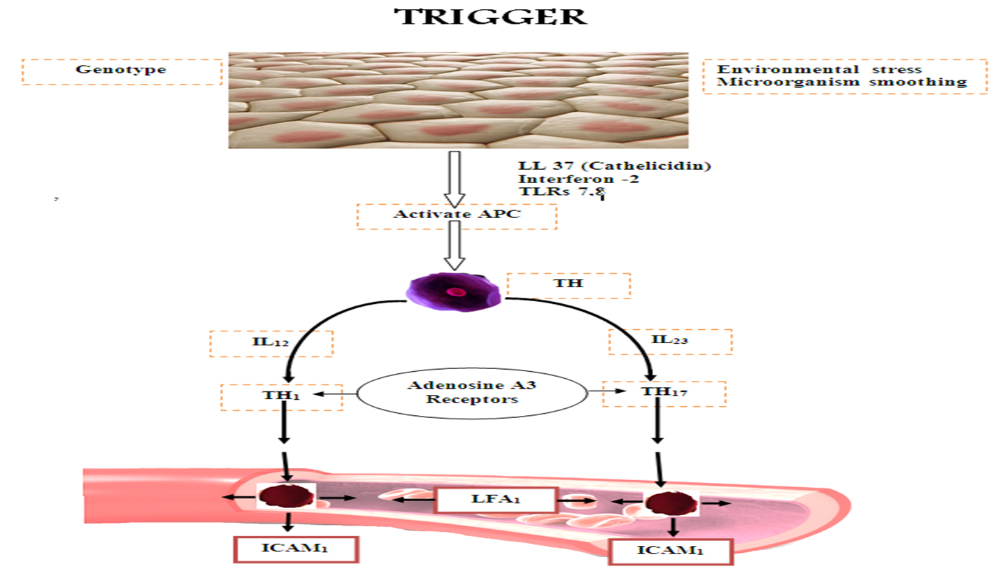 TRIGGER
Genotype
Environmental stress
Microorganism smoothing
LL 37 (Cathelicidin)
Interferon -2
TLRs 7.8
,
Activate APC
TH
IL12
IL23
Adenosine A3
Receptors
TH1
TH17
LFA1
ICAM1
ICAM1